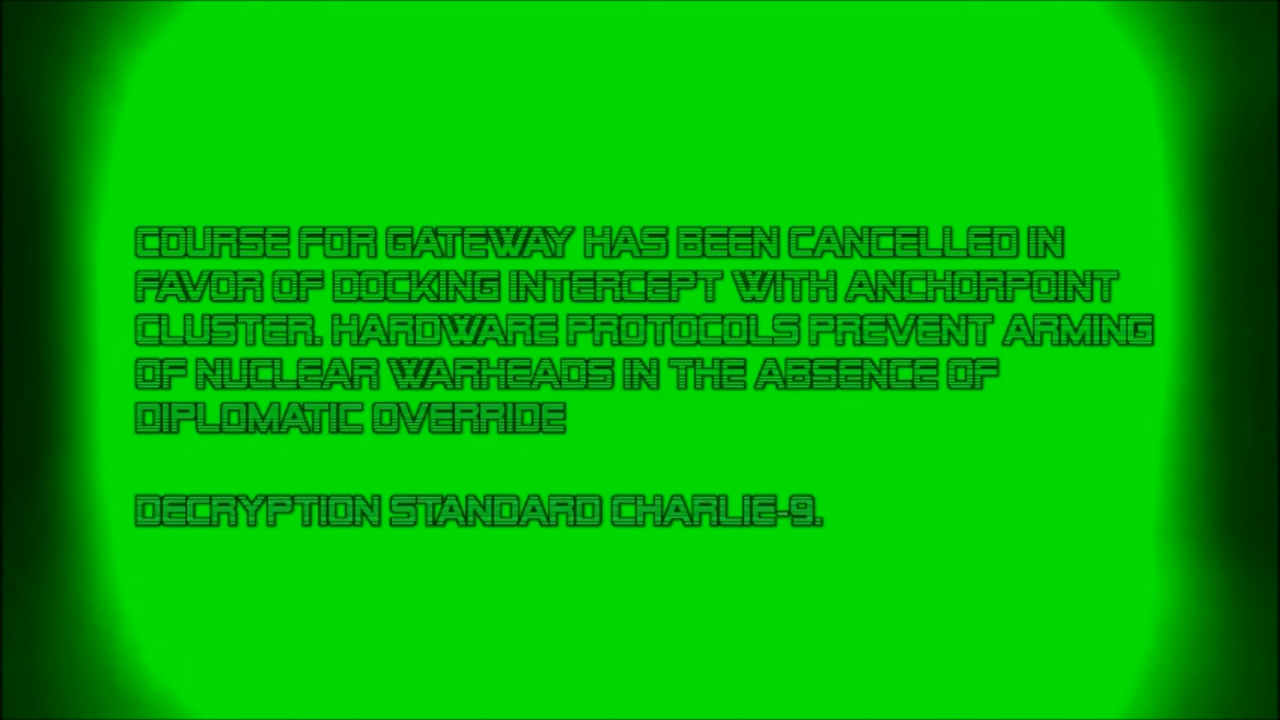 COURSE FOR GATEWAY HAS BEEN CANCELLED IN
FAVOR OF DOCKING INTERCEPT WITH ANCHORPOINT
CLUSTER. HARDWARE PROTOCOLS PREVENT ARMING
OF NUCLEAR WARHEADS IN THE ABSENCE OF
DIPLOMATIC OVERRIDE
DECRYPTION STANDARD CHARLIE-9.